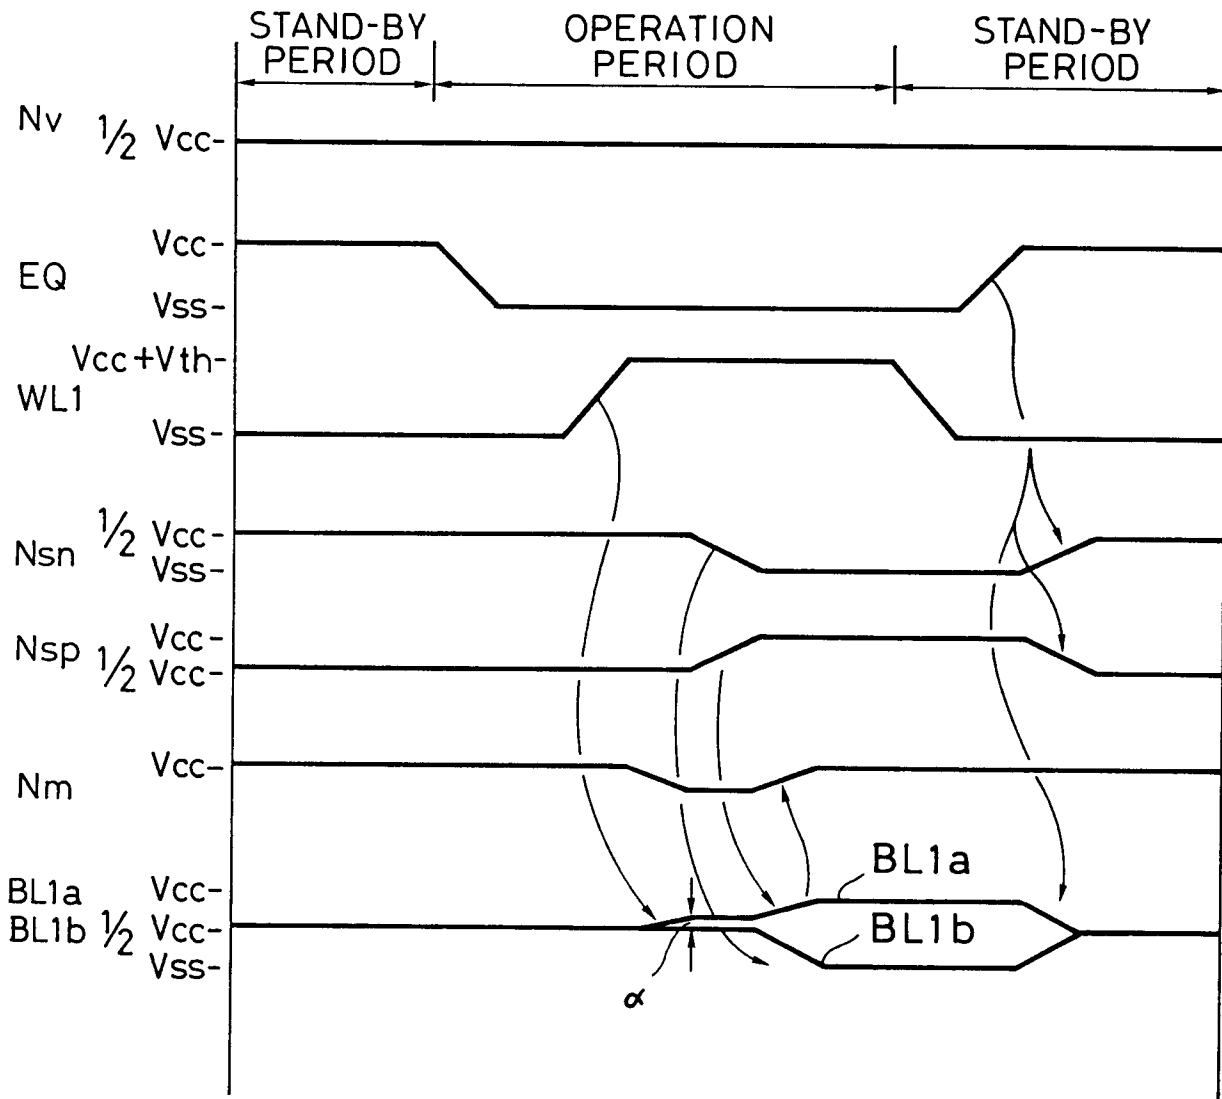 STAND-BY PERIOD
OPERATION PERIOD
STAND-BY PERIOD
Nv ½ Vcc-
Vcc-
EQ
Vss-
Vcc+Vth-
WL1
Vss-
½ Vcc-
Nsn
Vss-
Vcc-
Nsp
½ Vcc-
Vcc-
Nm
BL1a
Vcc-
BL1a
BL1b ½ Vcc-
BL1b
Vss-
α